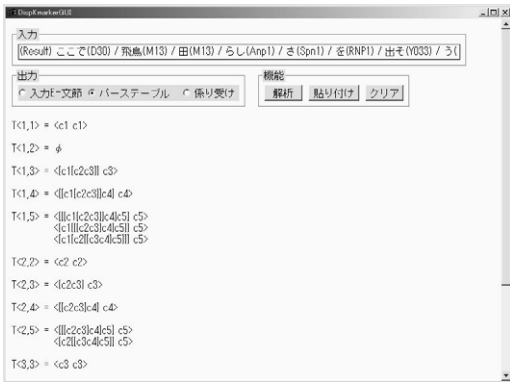 DispKmarkerGUI
入力
(Result) ここで(D30) / 飛鳥(M13) / 田(M13) / らし(Anp1) / さ(Spn1) / を(RNP1) / 出そ(Y033) / う(
出力
入力E-文節 パーステーブル 係り受け
機能
解析 貼り付け クリア
T<1,1> = <c1 c1>
T<1,2> = φ
T<1,3> = <[c1[c2c3]] c3>
T<1,4> = <[[c1[c2c3]]c4] c4>
T<1,5> = <[[[c1[c2c3]]c4]c5] c5>
<[c1[[[c2c3]c4]c5]] c5>
<[c1[c2[[c3c4]c5]]] c5>
T<2,2> = <c2 c2>
T<2,3> = <[c2c3] c3>
T<2,4> = <[[c2c3]c4] c4>
T<2,5> = <[[[c2c3]c4]c5] c5>
<[c2[[c3c4]c5]] c5>
T<3,3> = <c3 c3>